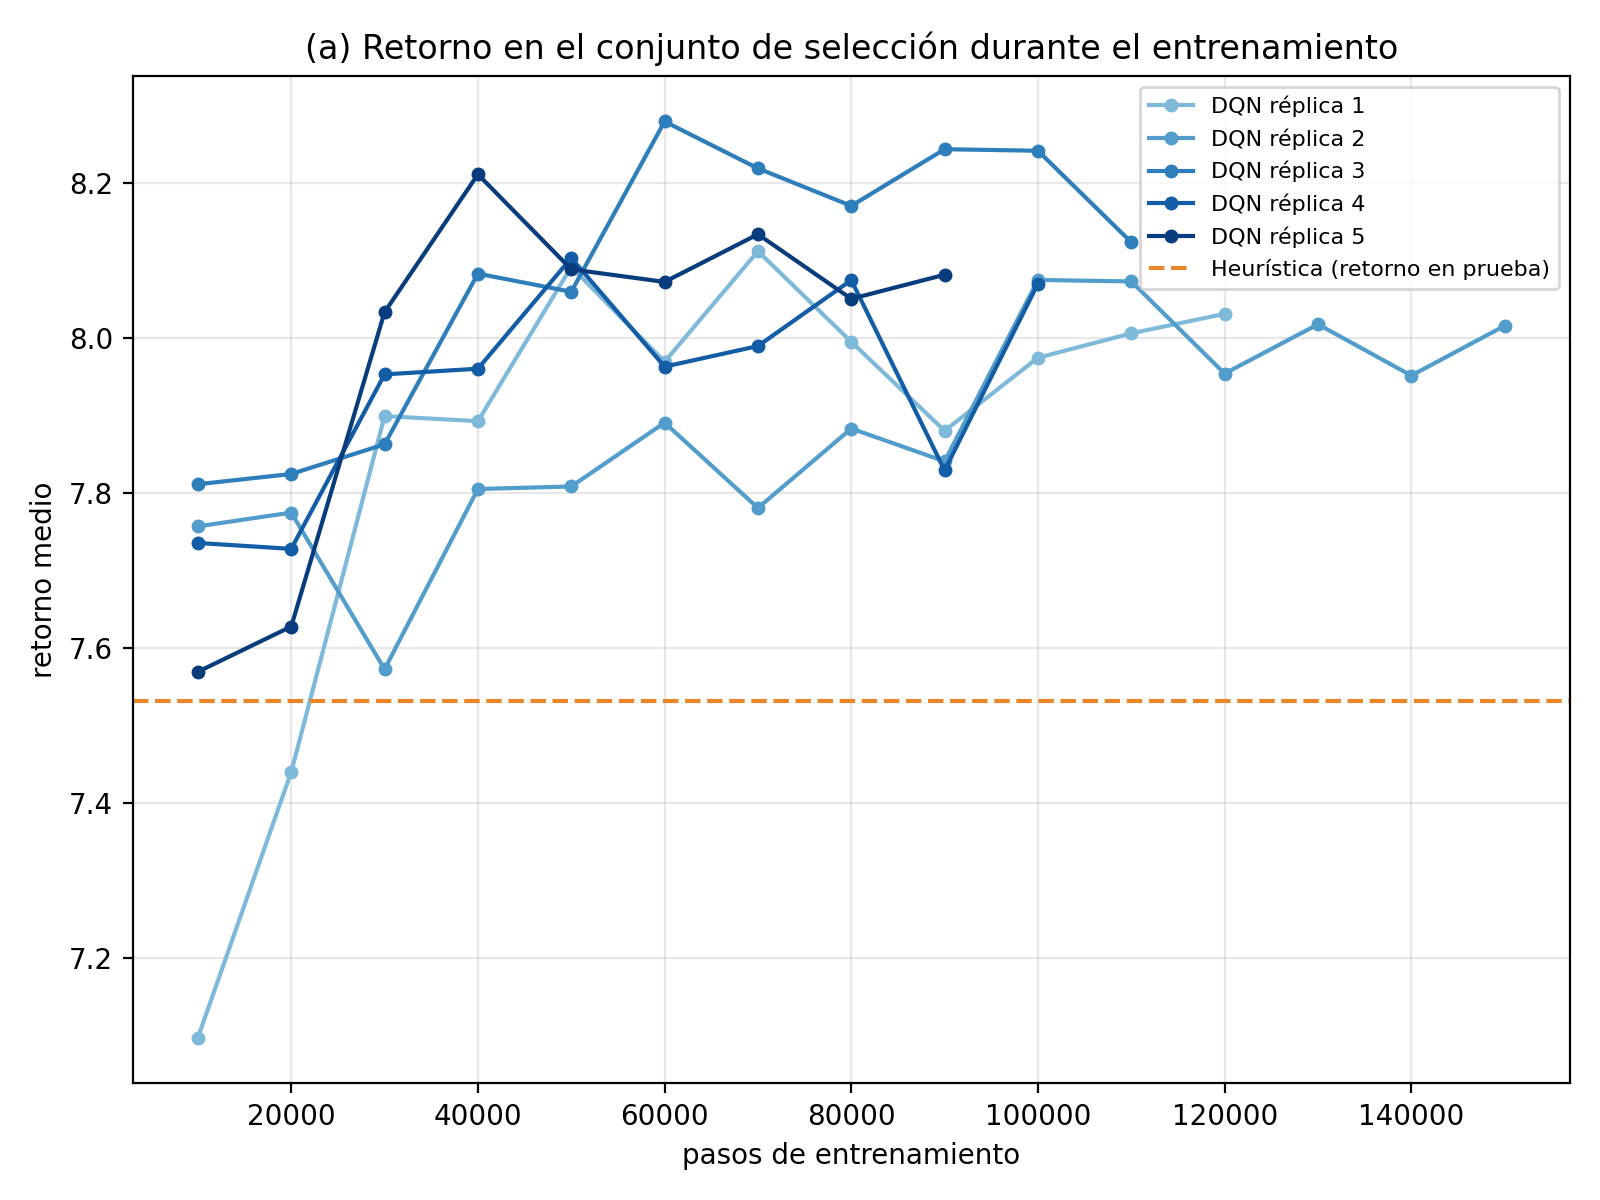 (a) Retorno en el conjunto de selección durante el entrenamiento
DQN réplica 1
DQN réplica 2
DQN réplica 3
DQN réplica 4
DQN réplica 5
Heurística (retorno en prueba)
retorno medio
8.2
8.0
7.8
7.6
7.4
7.2
20000 40000 60000 80000 100000 120000 140000
pasos de entrenamiento